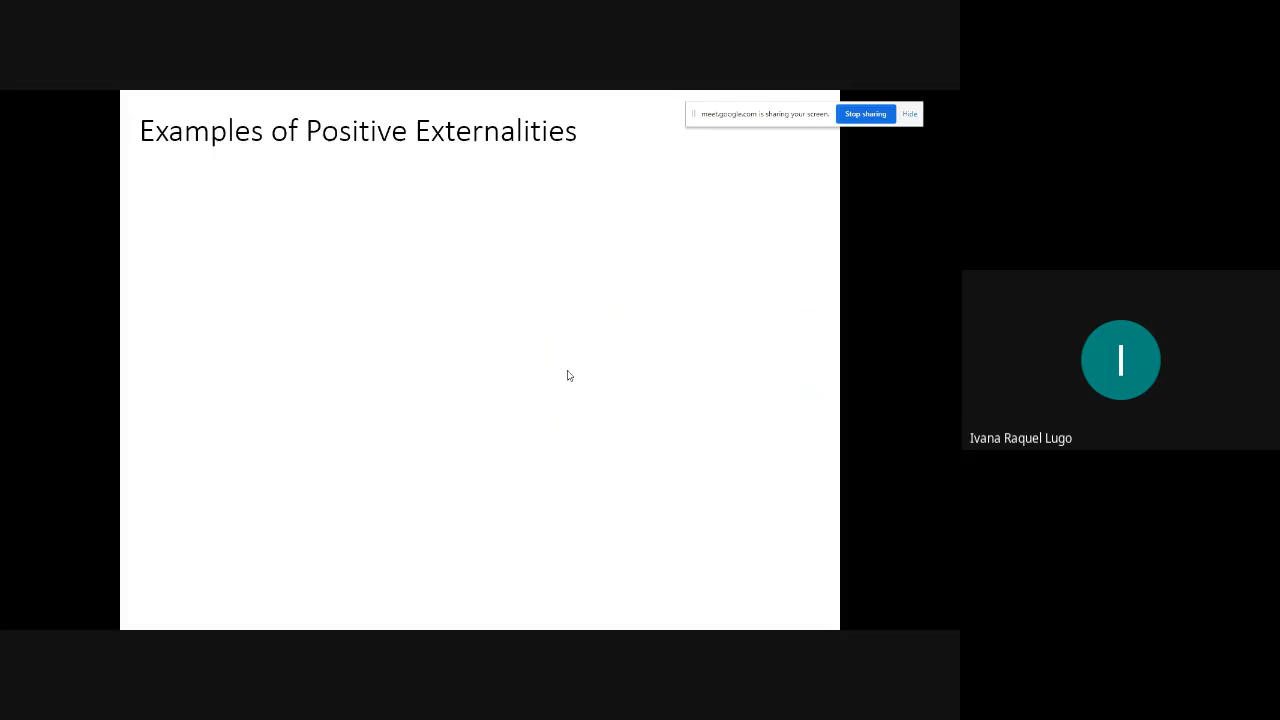 Examples of Positive Externalities
meet.google.com is sharing your screen.
Stop sharing
Hide
I
Ivana Raquel Lugo